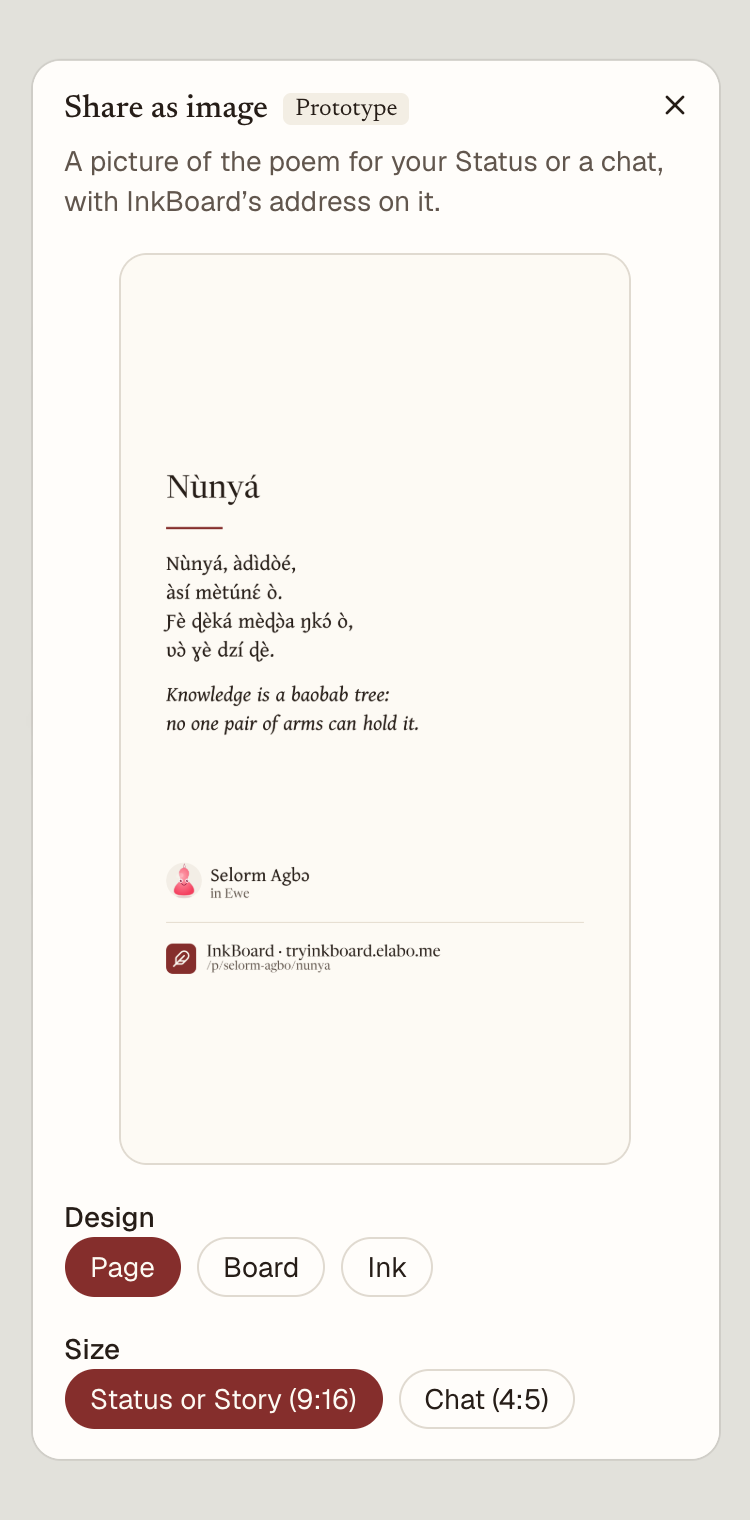 Share as image
Prototype
A picture of the poem for your Status or a chat,
with InkBoard’s address on it.
Nùnyá
Nùnyá, àdìdòé,
àsí mètúnɛ́ ò.
Ƒè ɖèká mèɖɔ̀a ŋkɔ́ ò,
ʋɔ̀ ɣè dzí ɖè.
Knowledge is a baobab tree:
no one pair of arms can hold it.
Selorm Agbɔ
in Ewe
InkBoard · tryinkboard.elabo.me
/p/selorm-agbo/nunya
Design
Page
Board
Ink
Size
Status or Story (9:16)
Chat (4:5)